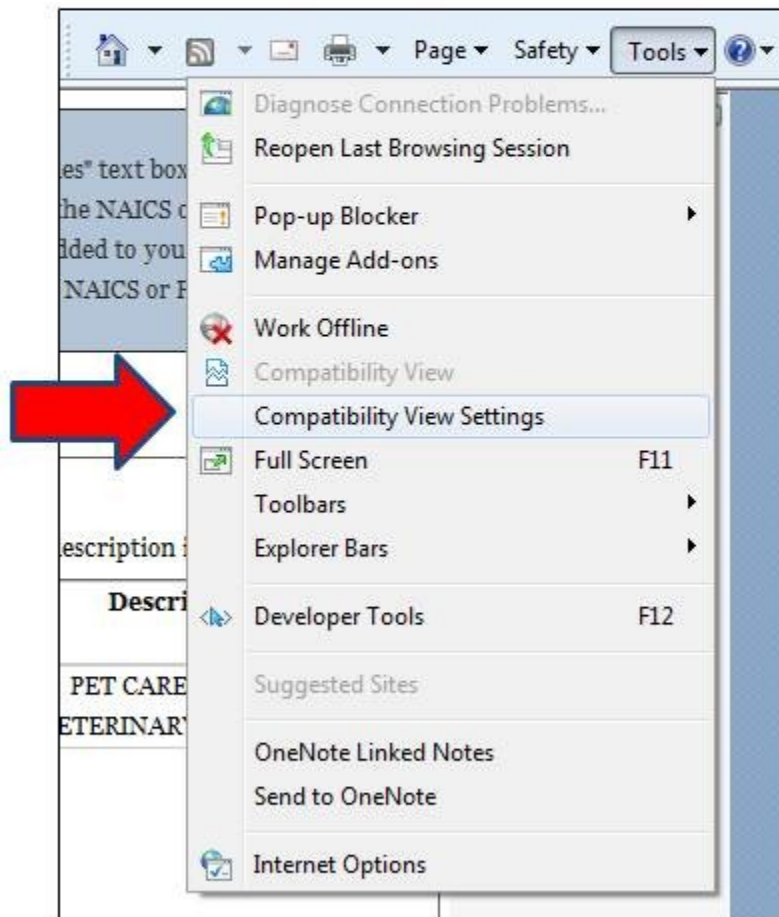 Page Safety Tools
Diagnose Connection Problems...
Reopen Last Browsing Session
Pop-up Blocker
Manage Add-ons
Work Offline
Compatibility View
Compatibility View Settings
Full Screen F11
Toolbars
Explorer Bars
Developer Tools F12
Suggested Sites
OneNote Linked Notes
Send to OneNote
Internet Options
es" text box
the NAICS
dded to you
NAICS or
escription
Descri
PET CARE
ETERINAR